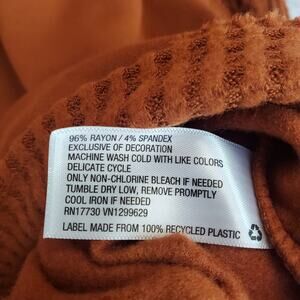 96% RAYON / 4% SPANDEX
EXCLUSIVE OF DECORATION
MACHINE WASH COLD WITH LIKE COLORS
DELICATE CYCLE
ONLY NON-CHLORINE BLEACH IF NEEDED
TUMBLE DRY LOW, REMOVE PROMPTLY
COOL IRON IF NEEDED
RN17730 VN1299629
LABEL MADE FROM 100% RECYCLED PLASTIC